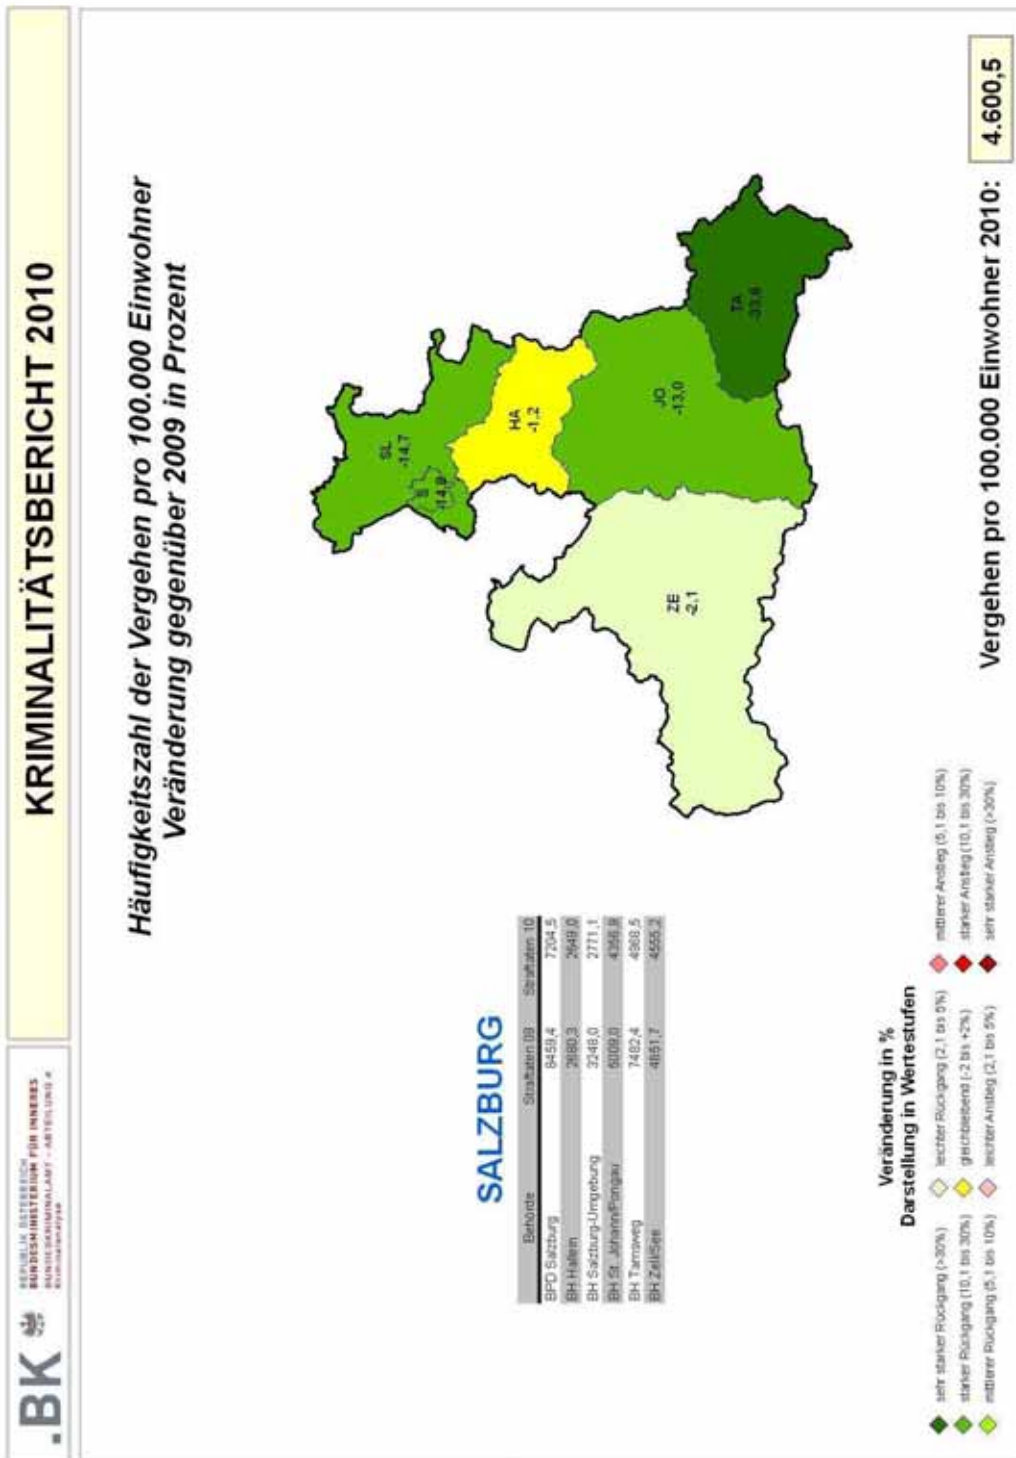 .BK
REPUBLIK ÖSTERREICH
BUNDESMINISTERIUM FÜR INNERES
BUNDESKRIMINALAMT - ABTEILUNG 4
Kriminalanalyse
KRIMINALITÄTSBERICHT 2010
Häufigkeitszahl der Vergehen pro 100.000 Einwohner
Veränderung gegenüber 2009 in Prozent
SALZBURG
Behörde Straftaten 09 Straftaten 10
BPD Salzburg 8459,4 7204,5
BH Hallein 2680,3 2649,0
BH Salzburg-Umgebung 3248,0 2771,1
BH St. Johann/Pongau 5009,0 4356,9
BH Tamsweg 7482,4 4968,5
BH Zell/See 4651,7 4555,2
SL
-14,7
S
-14,8
HA
-1,2
JO
-13,0
TA
-33,6
ZE
-2,1
Veränderung in %
Darstellung in Wertestufen
sehr starker Rückgang (>30%)
starker Rückgang (10,1 bis 30%)
mittlerer Rückgang (5,1 bis 10%)
leichter Rückgang (2,1 bis 5%)
gleichbleibend (-2 bis +2%)
leichter Anstieg (2,1 bis 5%)
mittlerer Anstieg (5,1 bis 10%)
starker Anstieg (10,1 bis 30%)
sehr starker Anstieg (>30%)
Vergehen pro 100.000 Einwohner 2010: 4.600,5